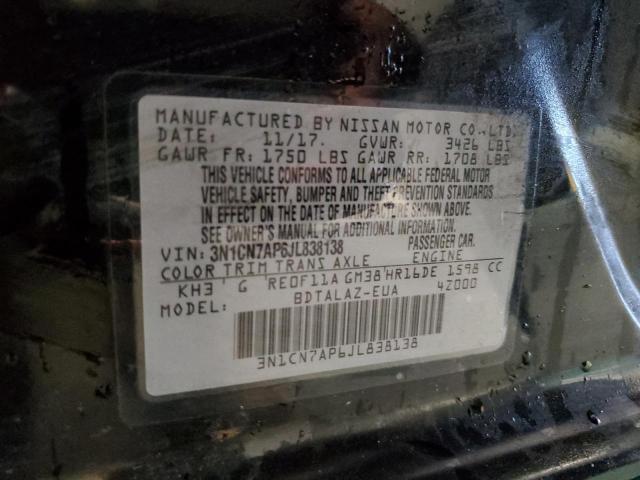 MANUFACTURED BY NISSAN MOTOR CO.,LTD.
DATE: 11/17. GVWR: 3426 LBS
GAWR FR: 1750 LBS GAWR RR: 1708 LBS
THIS VEHICLE CONFORMS TO ALL APPLICABLE FEDERAL MOTOR
VEHICLE SAFETY, BUMPER AND THEFT PREVENTION STANDARDS
IN EFFECT ON THE DATE OF MANUFACTURE SHOWN ABOVE.
SEE OWNER'S MANUAL FOR ADDITIONAL INFORMATION.
VIN: 3N1CN7AP6JL838138 PASSENGER CAR.
COLOR TRIM TRANS AXLE ENGINE
KH3 G RE0F11A GM38 HR16DE 1598 CC
MODEL: BDTALAZ-EUA 4Z000
3N1CN7AP6JL838138